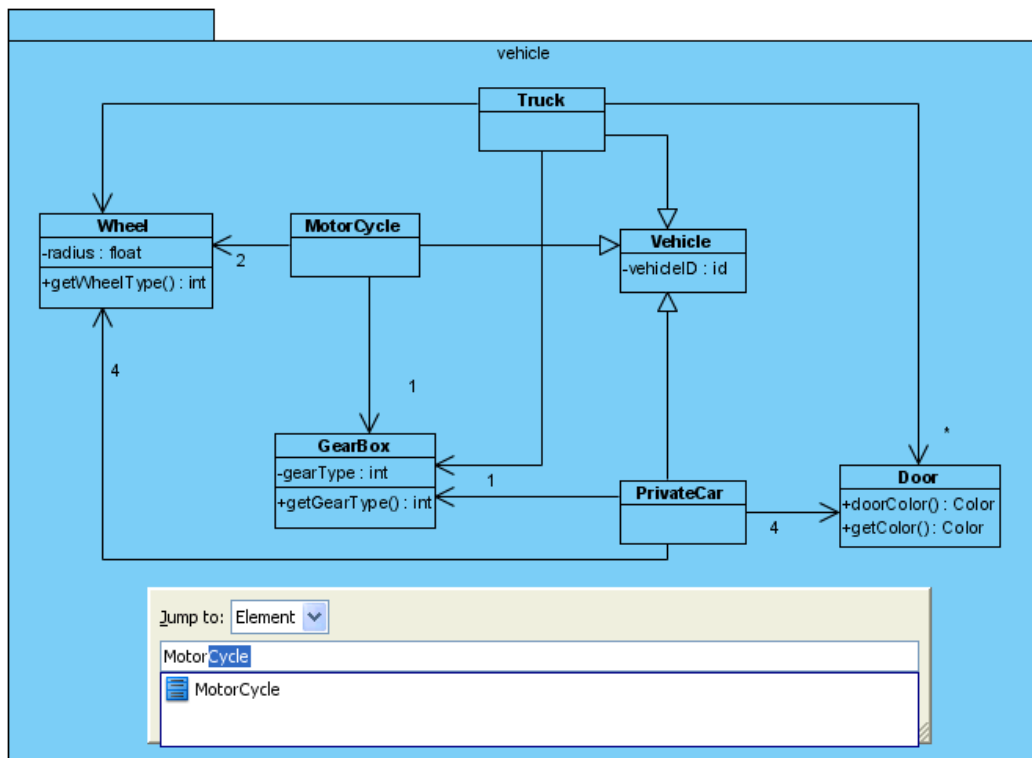 vehicle
Truck
Wheel
-radius : float
+getWheelType() : int
MotorCycle
Vehicle
-vehicleID : id
2
4
1
GearBox
-gearType : int
+getGearType() : int
1
PrivateCar
4
*
Door
+doorColor() : Color
+getColor() : Color
Jump to: Element
MotorCycle
MotorCycle